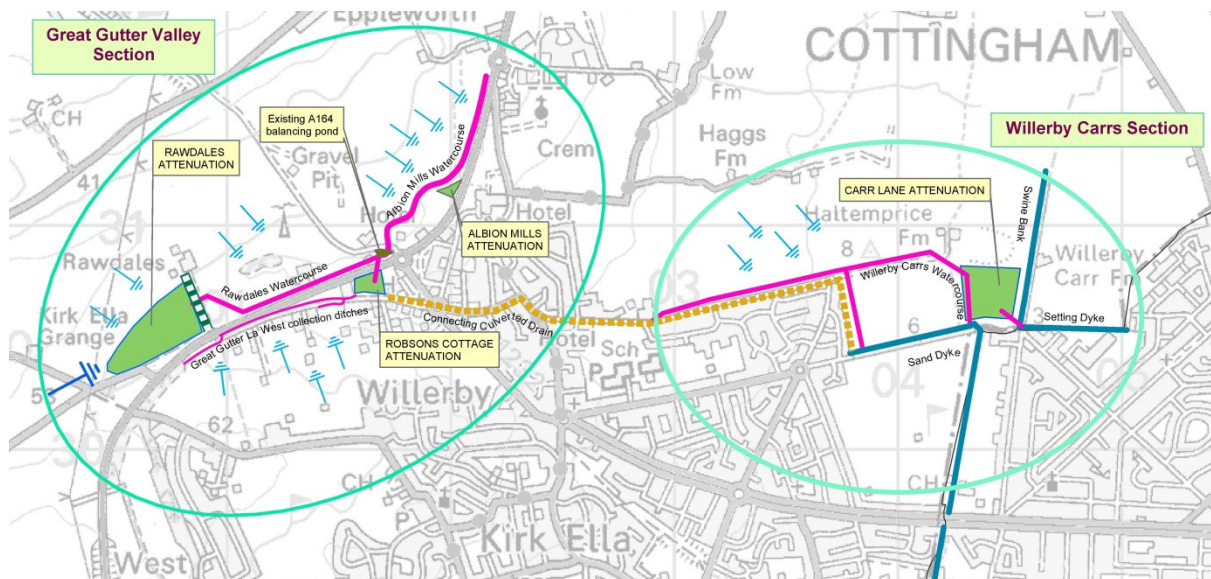 Great Gutter Valley
Section
Eppleworth
COTTINGHAM
Low
Fm
CH
Existing A164
balancing pond
RAWDALES
ATTENUATION
Gravel
Pit
41
Albion Mills Watercourse
Crem
Haggs
Fm
Willerby Carrs Section
CARR LANE ATTENUATION
Swine Bank
Hotel
ALBION MILLS
ATTENUATION
Haltemprice
Fm
8
Willerby
Carr Fm
Rawdales
Rawdales Watercourse
03
Willerby Carrs Watercourse
Kirk Ella
Grange
Great Gutter La West collection ditches
Connecting Culverted Drain
Hotel
ROBSONS COTTAGE
ATTENUATION
Sch
P
6
Sand Dyke
Setting Dyke
04
05
Willerby
62
CH
P
CH
Kirk Ella
West